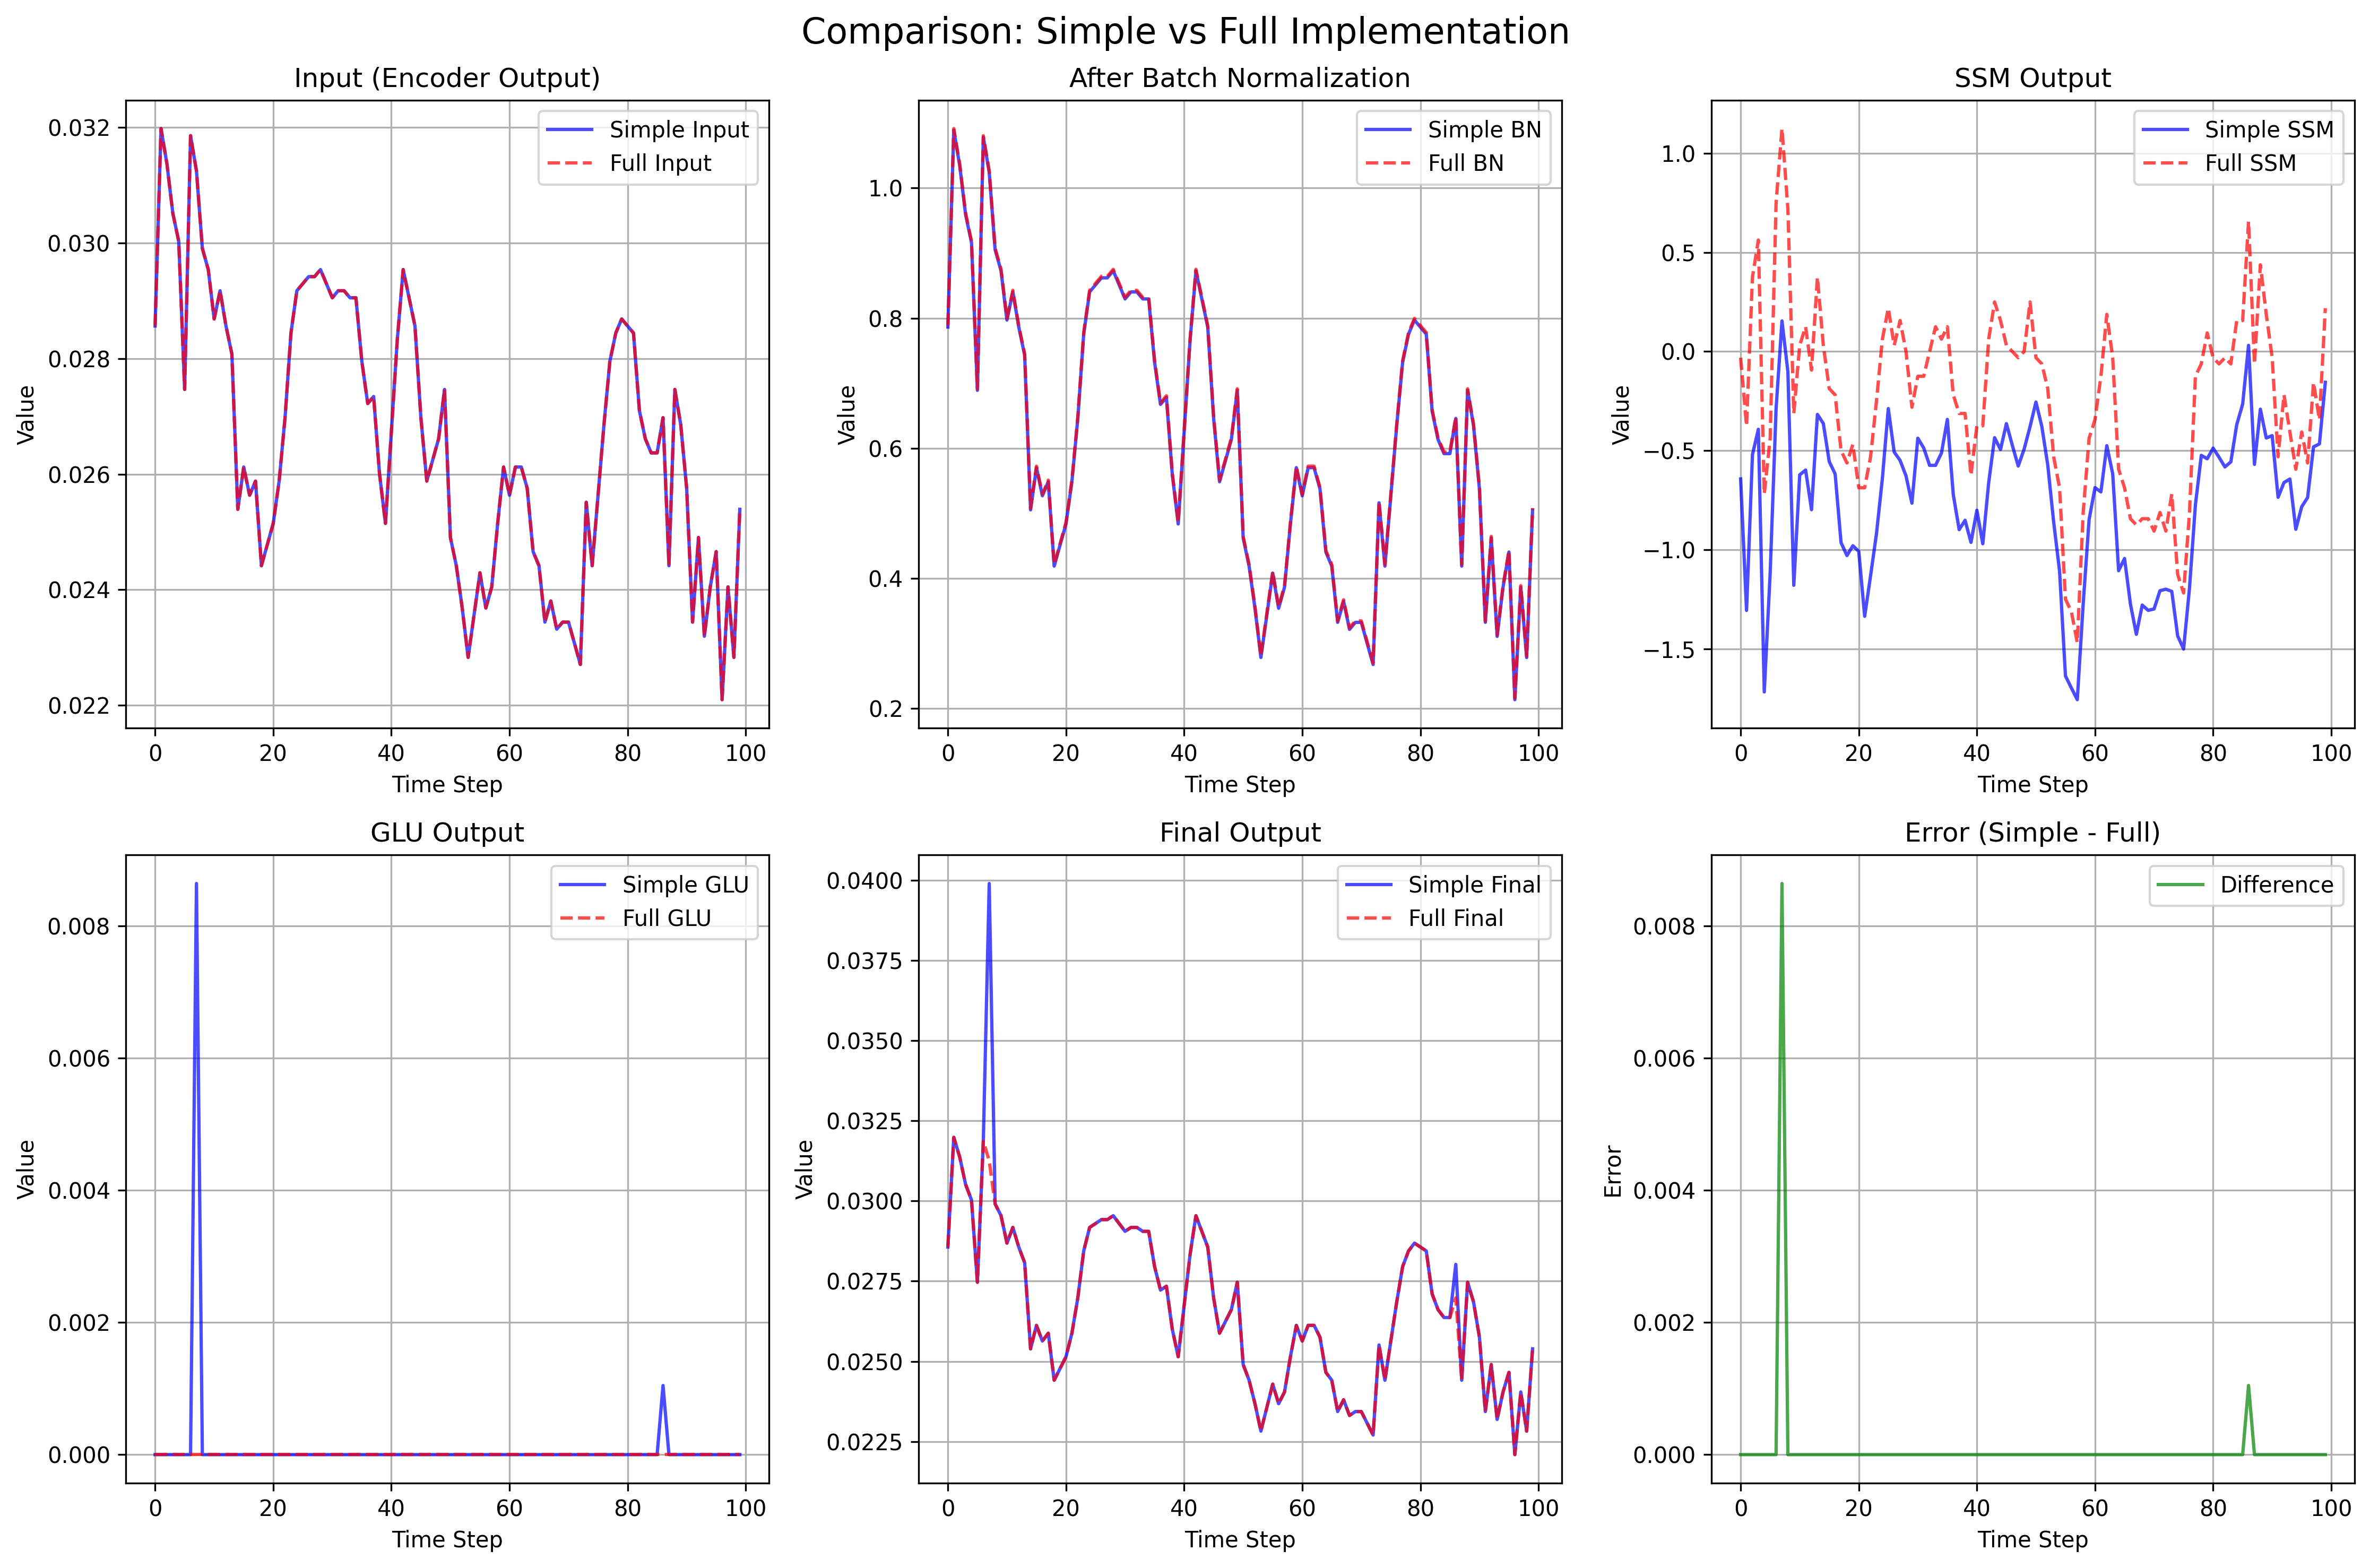 Comparison: Simple vs Full Implementation
Input (Encoder Output)
Simple Input
Full Input
0.032
0.030
0.028
0.026
0.024
0.022
Value
0 20 40 60 80 100
Time Step
After Batch Normalization
Simple BN
Full BN
1.0
0.8
0.6
0.4
0.2
Value
0 20 40 60 80 100
Time Step
SSM Output
Simple SSM
Full SSM
1.0
0.5
0.0
−0.5
−1.0
−1.5
Value
0 20 40 60 80 100
Time Step
GLU Output
Simple GLU
Full GLU
0.008
0.006
0.004
0.002
0.000
Value
0 20 40 60 80 100
Time Step
Final Output
Simple Final
Full Final
0.0400
0.0375
0.0350
0.0325
0.0300
0.0275
0.0250
0.0225
Value
0 20 40 60 80 100
Time Step
Error (Simple - Full)
Difference
0.008
0.006
0.004
0.002
0.000
Error
0 20 40 60 80 100
Time Step